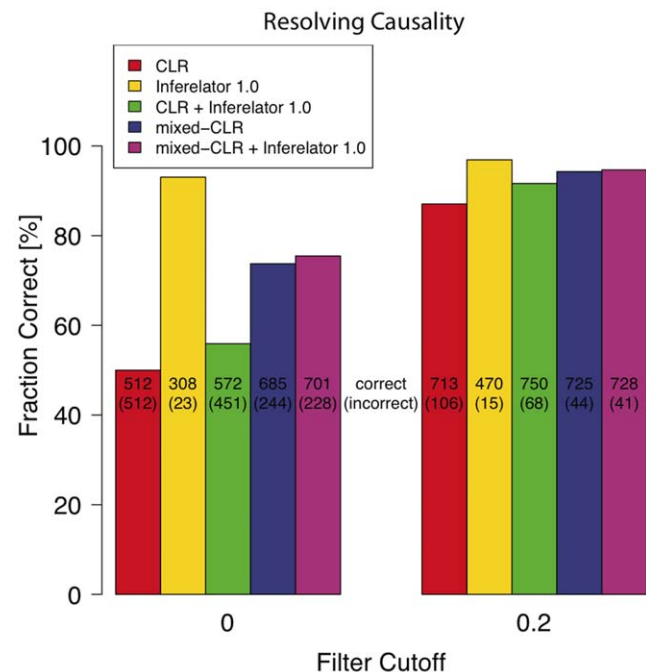 Resolving Causality
CLR
Inferelator 1.0
CLR + Inferelator 1.0
mixed-CLR
mixed-CLR + Inferelator 1.0
Fraction Correct [%]
100
80
60
40
20
0
512 308 572 685 701 correct 713 470 750 725 728
(512) (23) (451) (244) (228) (incorrect) (106) (15) (68) (44) (41)
0 0.2
Filter Cutoff